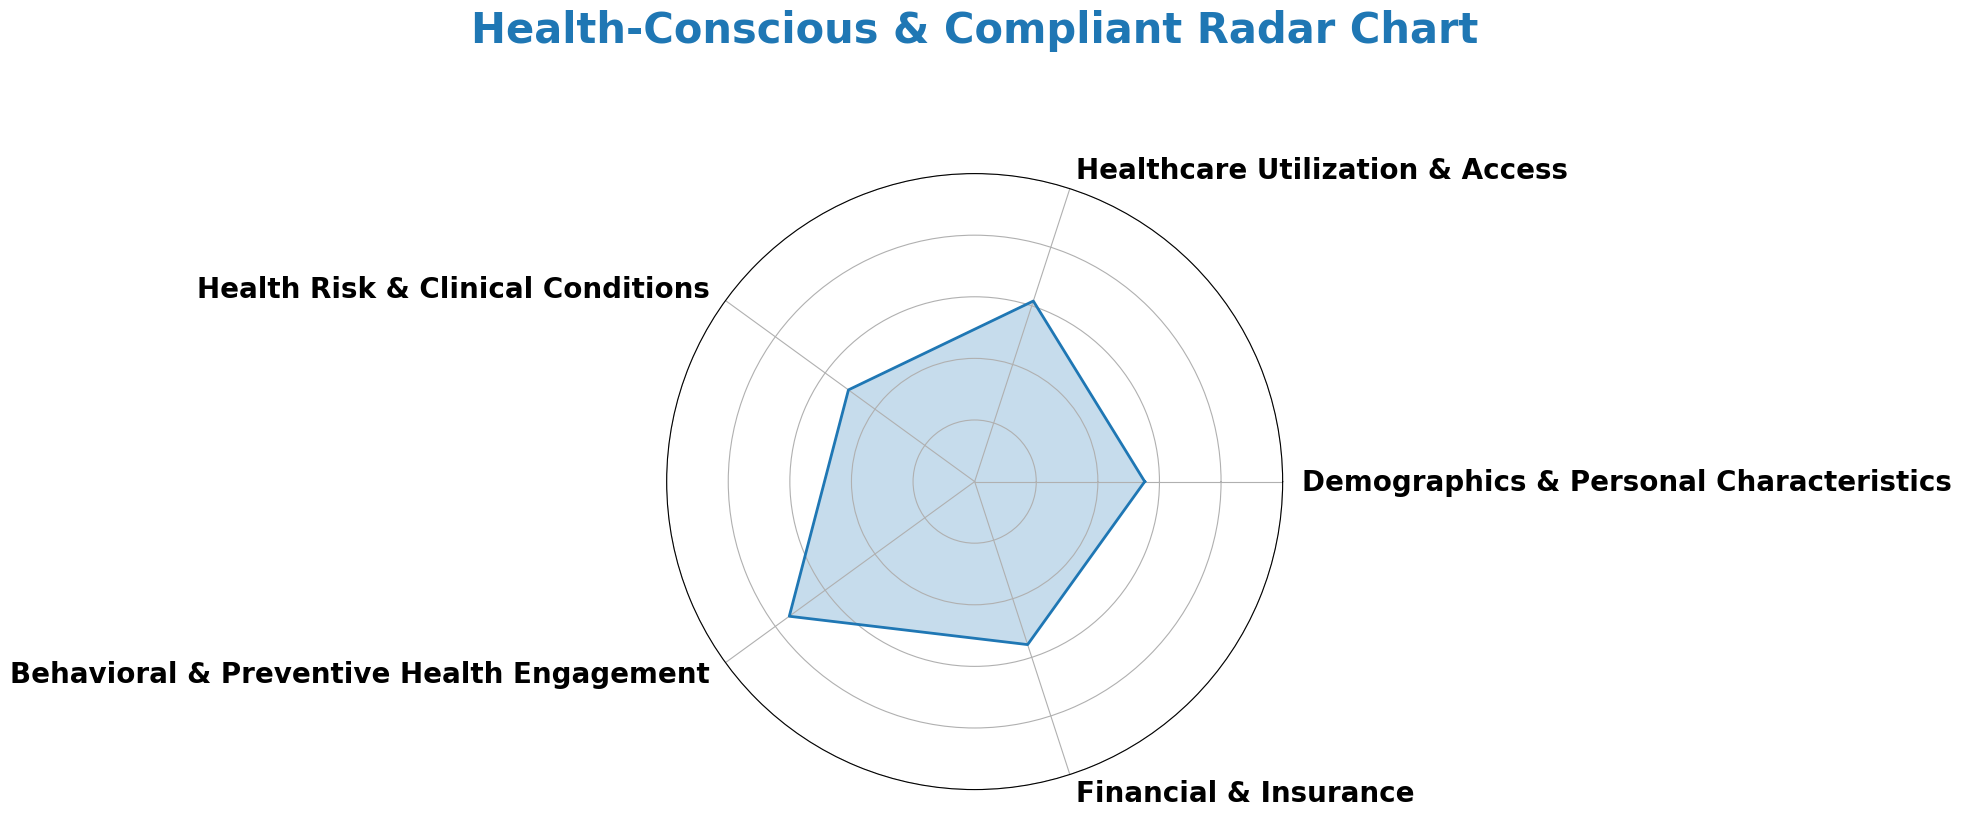 Health-Conscious & Compliant Radar Chart
Healthcare Utilization & Access
Health Risk & Clinical Conditions
Demographics & Personal Characteristics
Behavioral & Preventive Health Engagement
Financial & Insurance